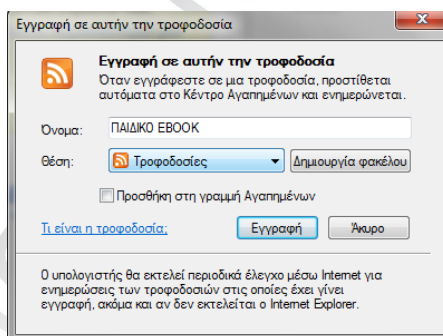 Εγγραφή σε αυτήν την τροφοδοσία
Εγγραφή σε αυτήν την τροφοδοσία
Όταν εγγράφεστε σε μια τροφοδοσία, προστίθεται
αυτόματα στο Κέντρο Αγαπημένων και ενημερώνεται.
Όνομα: ΠΑΙΔΙΚΟ EBOOK
Θέση: Τροφοδοσίες Δημιουργία φακέλου
Προσθήκη στη γραμμή Αγαπημένων
Τι είναι η τροφοδοσία; Εγγραφή Άκυρο
Ο υπολογιστής θα εκτελεί περιοδικά έλεγχο μέσω Internet για
ενημερώσεις των τροφοδοσιών στις οποίες έχει γίνει
εγγραφή, ακόμα και αν δεν εκτελείται ο Internet Explorer.